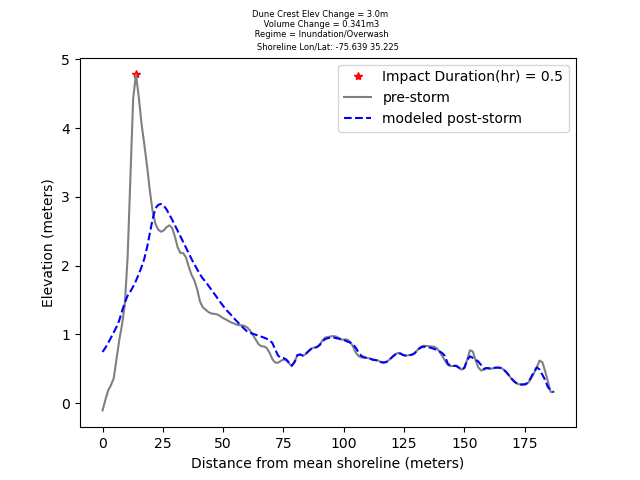 Dune Crest Elev Change = 3.0m
Volume Change = 0.341m3
Regime = Inundation/Overwash
Shoreline Lon/Lat: -75.639 35.225
Impact Duration(hr) = 0.5
pre-storm
modeled post-storm
Elevation (meters)
5
4
3
2
1
0
0 25 50 75 100 125 150 175
Distance from mean shoreline (meters)